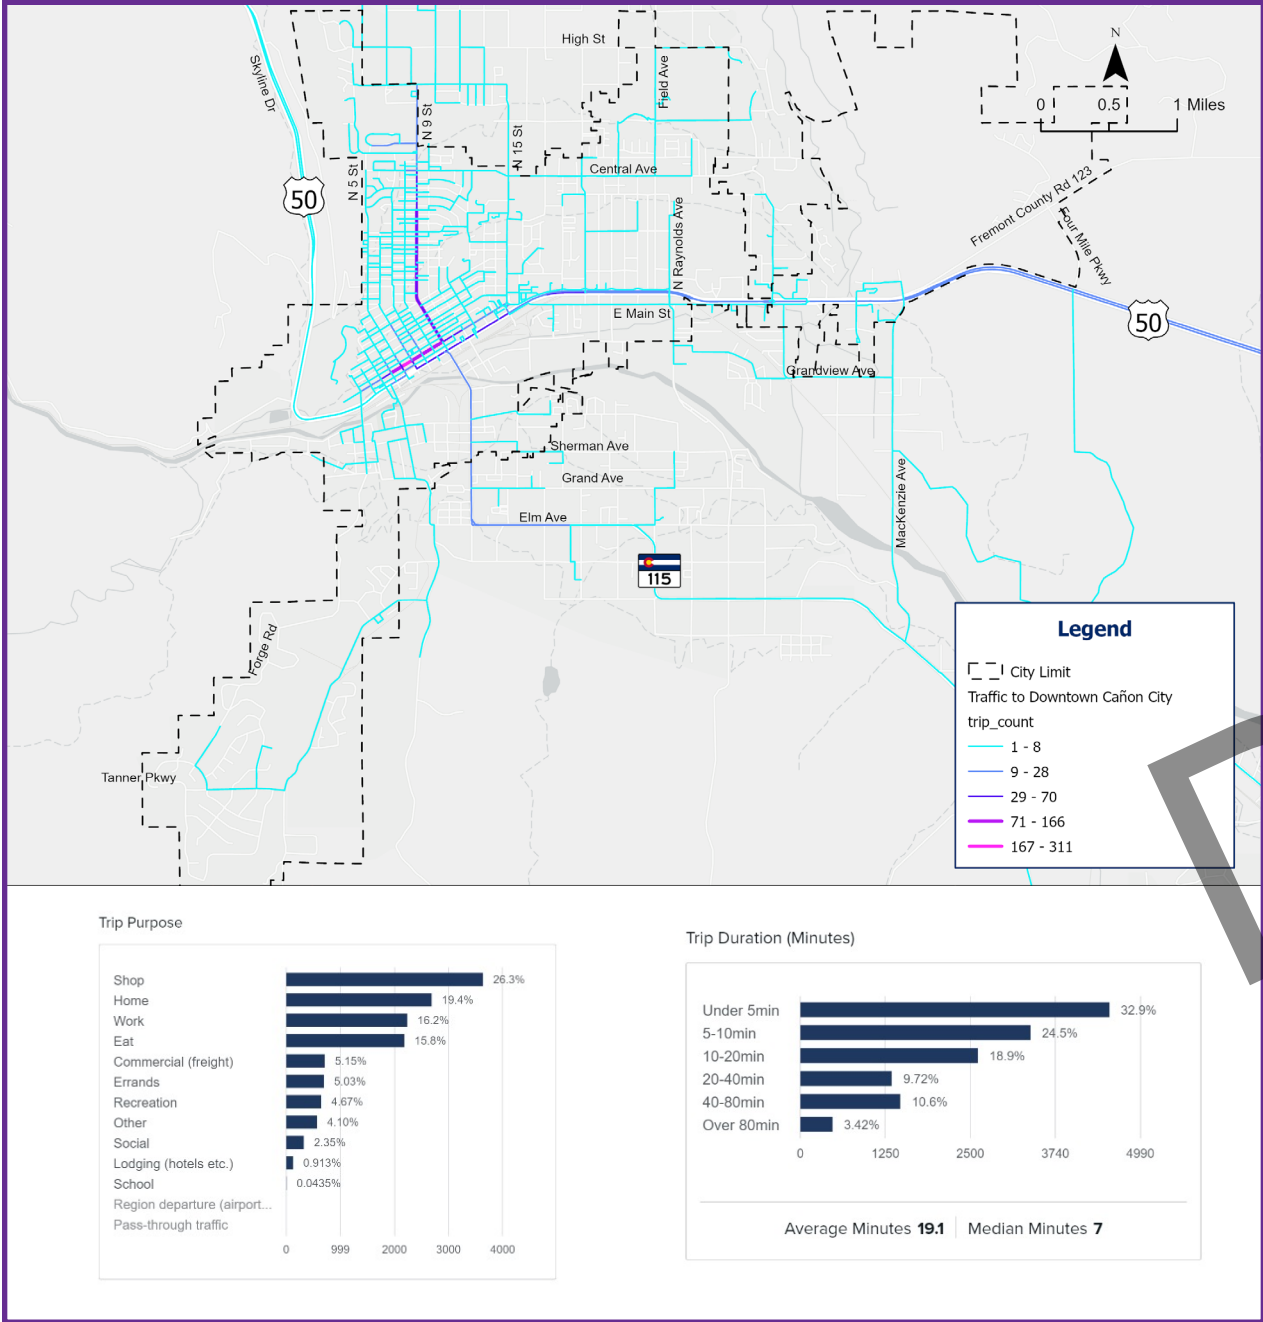 High St
Skyline Dr
Field Ave
N
0 0.5 1 Miles
N 9 St
N 15 St
Central Ave
N 5 St
50
Fremont County Rd 123
Four Mile Pkwy
N Raynolds Ave
E Main St
50
Grandview Ave
Sherman Ave
Grand Ave
MacKenzie Ave
Elm Ave
115
Forge Rd
Tanner Pkwy
Legend
City Limit
Traffic to Downtown Cañon City
trip_count
1 - 8
9 - 28
29 - 70
71 - 166
167 - 311
Trip Purpose
Shop 26.3%
Home 19.4%
Work 16.2%
Eat 15.8%
Commercial (freight) 5.15%
Errands 5.03%
Recreation 4.67%
Other 4.10%
Social 2.35%
Lodging (hotels etc.) 0.913%
School 0.0435%
Region departure (airport...
Pass-through traffic
0 999 2000 3000 4000
Trip Duration (Minutes)
Under 5min 32.9%
5-10min 24.5%
10-20min 18.9%
20-40min 9.72%
40-80min 10.6%
Over 80min 3.42%
0 1250 2500 3740 4990
Average Minutes 19.1 Median Minutes 7